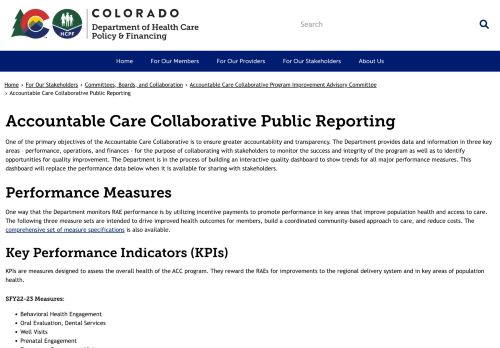 COLORADO
Department of Health Care
Policy & Financing
HCPF
Search
Home
For Our Members
For Our Providers
For Our Stakeholders
About Us
Home › For Our Stakeholders › Committees, Boards, and Collaboration › Accountable Care Collaborative Program Improvement Advisory Committee
› Accountable Care Collaborative Public Reporting
Accountable Care Collaborative Public Reporting
One of the primary objectives of the Accountable Care Collaborative is to ensure greater accountability and transparency. The Department provides data and information in three key
areas - performance, operations, and finances - for the purpose of collaborating with stakeholders to monitor the success and integrity of the program as well as to identify
opportunities for quality improvement. The Department is in the process of building an interactive quality dashboard to show trends for all major performance measures. This
dashboard will replace the performance data below when it is available for sharing with stakeholders.
Performance Measures
One way that the Department monitors RAE performance is by utilizing incentive payments to promote performance in key areas that improve population health and access to care.
The following three measure sets are intended to drive improved health outcomes for members, build a coordinated community-based approach to care, and reduce costs. The
comprehensive set of measure specifications is also available.
Key Performance Indicators (KPIs)
KPIs are measures designed to assess the overall health of the ACC program. They reward the RAEs for improvements to the regional delivery system and in key areas of population
health.
SFY22-23 Measures:
• Behavioral Health Engagement
• Oral Evaluation, Dental Services
• Well Visits
• Prenatal Engagement